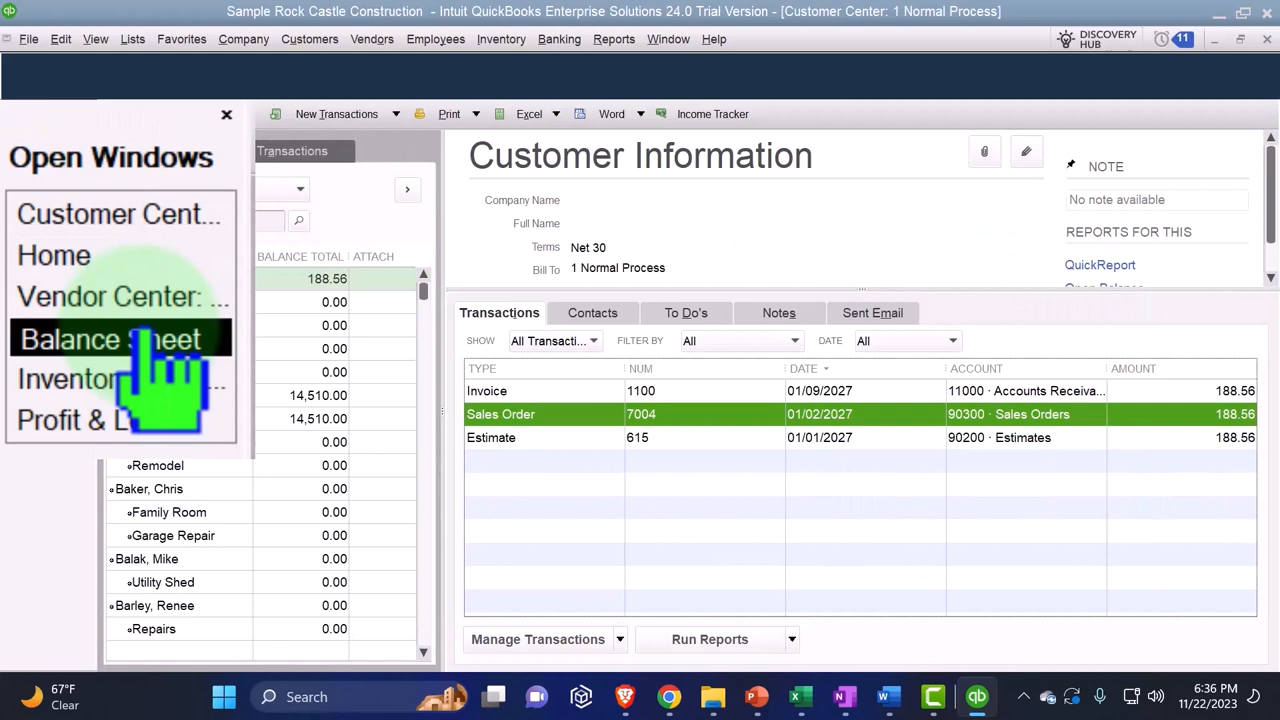 Sample Rock Castle Construction - Intuit QuickBooks Enterprise Solutions 24.0 Trial Version - [Customer Center: 1 Normal Process]
File Edit View Lists Favorites Company Customers Vendors Employees Inventory Banking Reports Window Help
DISCOVERY HUB 11
New Transactions Print Excel Word Income Tracker
Open Windows
Customer Cent...
Home
Vendor Center: ...
Balance Sheet
Profit &
Transactions
BALANCE TOTAL ATTACH
188.56
0.00
0.00
0.00
0.00
14,510.00
14,510.00
0.00
Remodel 0.00
Baker, Chris 0.00
Family Room 0.00
Garage Repair 0.00
Balak, Mike 0.00
Utility Shed 0.00
Barley, Renee 0.00
Repairs 0.00
Customer Information
Company Name
Full Name
Terms Net 30
Bill To 1 Normal Process
NOTE
No note available
REPORTS FOR THIS
QuickReport
Transactions Contacts To Do's Notes Sent Email
SHOW All Transacti... FILTER BY All DATE All
TYPE NUM DATE ACCOUNT AMOUNT
Invoice 1100 01/09/2027 11000 · Accounts Receiva... 188.56
Sales Order 7004 01/02/2027 90300 · Sales Orders 188.56
Estimate 615 01/01/2027 90200 · Estimates 188.56
Manage Transactions Run Reports
67°F
Clear
Search
6:36 PM
11/22/2023